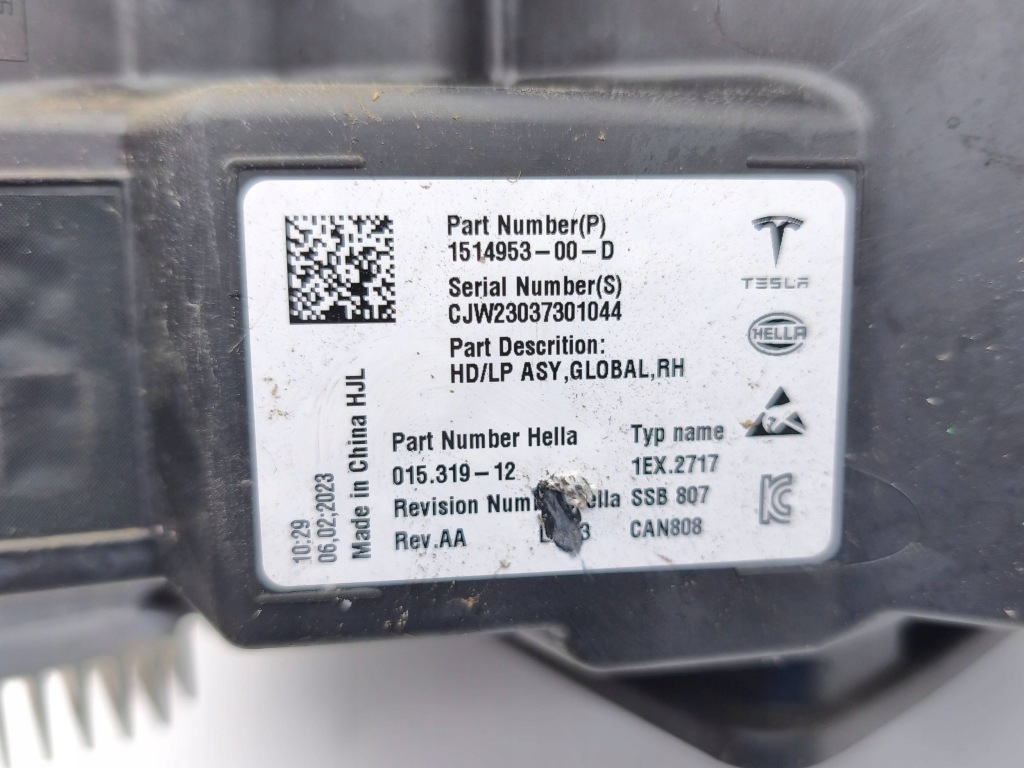 Part Number(P)
1514953-00-D
Serial Number(S)
CJW23037301044
Part Descrition:
HD/LP ASY,GLOBAL,RH
TESLA
HELLA
Part Number Hella
015.319-12
Revision
Rev.AA
Typ name
1EX.2717
SSB 807
CAN808
10:29
06,02,2023
Made in China HJL